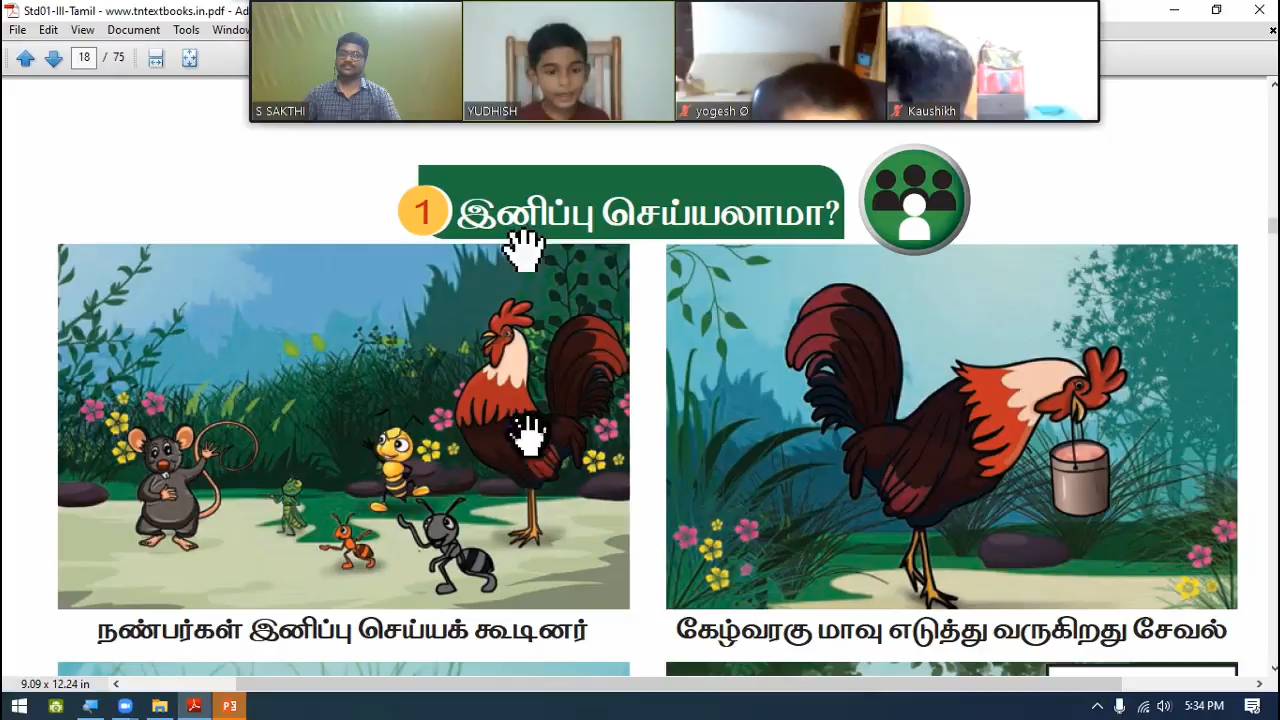 Std01-III-Tamil - www.tntextbooks.in.pdf - Ad
File Edit View Document Tools Window
18 / 75
S SAKTHI
YUDHISH
yogesh
Kaushikh
1 இனிப்பு செய்யலாமா?
நண்பர்கள் இனிப்பு செய்யக் கூடினர்
கேழ்வரகு மாவு எடுத்து வருகிறது சேவல்
9.09 x 12.24 in
5:34 PM